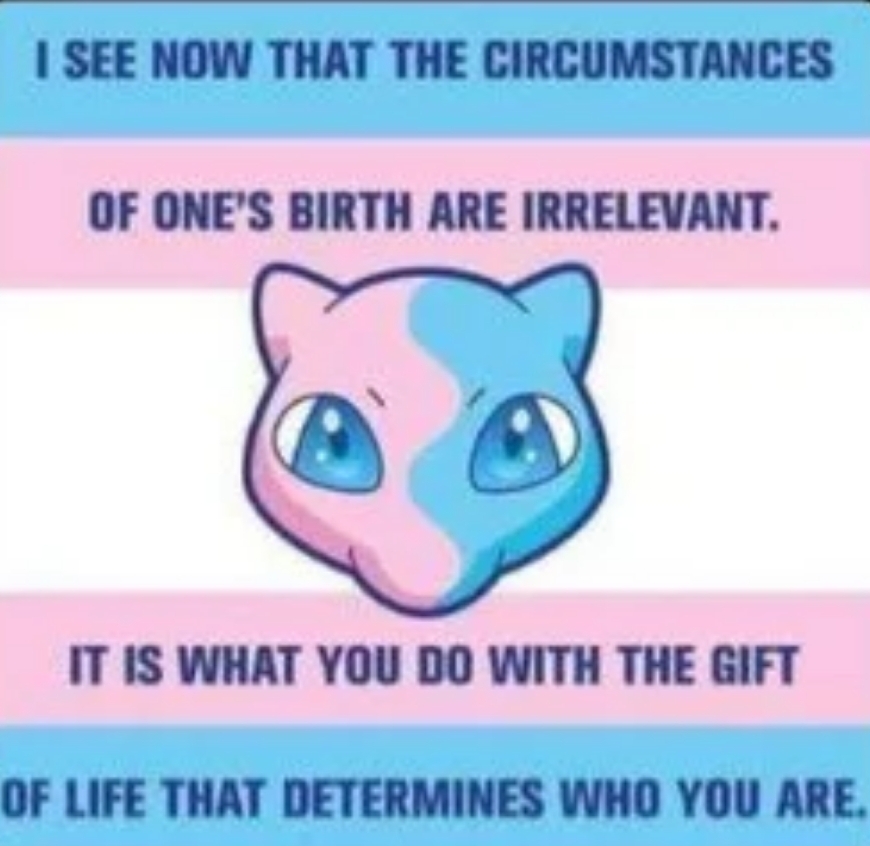 I SEE NOW THAT THE CIRCUMSTANCES
OF ONE'S BIRTH ARE IRRELEVANT.
IT IS WHAT YOU DO WITH THE GIFT
OF LIFE THAT DETERMINES WHO YOU ARE.